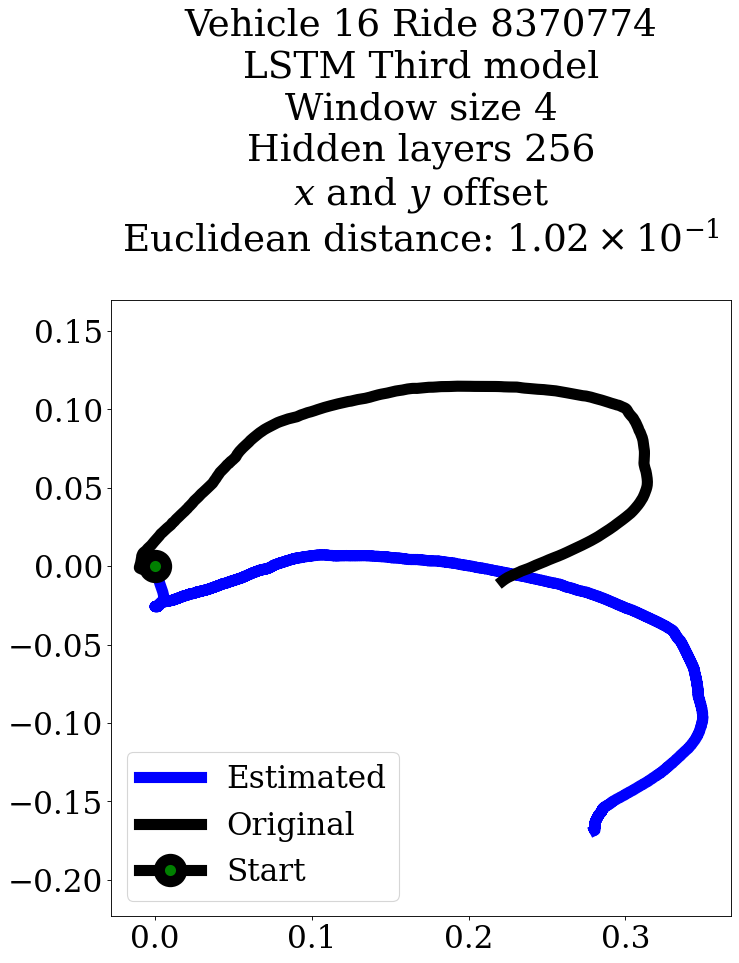 Vehicle 16 Ride 8370774
LSTM Third model
Window size 4
Hidden layers 256
x and y offset
Euclidean distance: 1.02 × 10⁻¹
0.15
0.10
0.05
0.00
−0.05
−0.10
−0.15
−0.20
Estimated
Original
Start
0.0 0.1 0.2 0.3